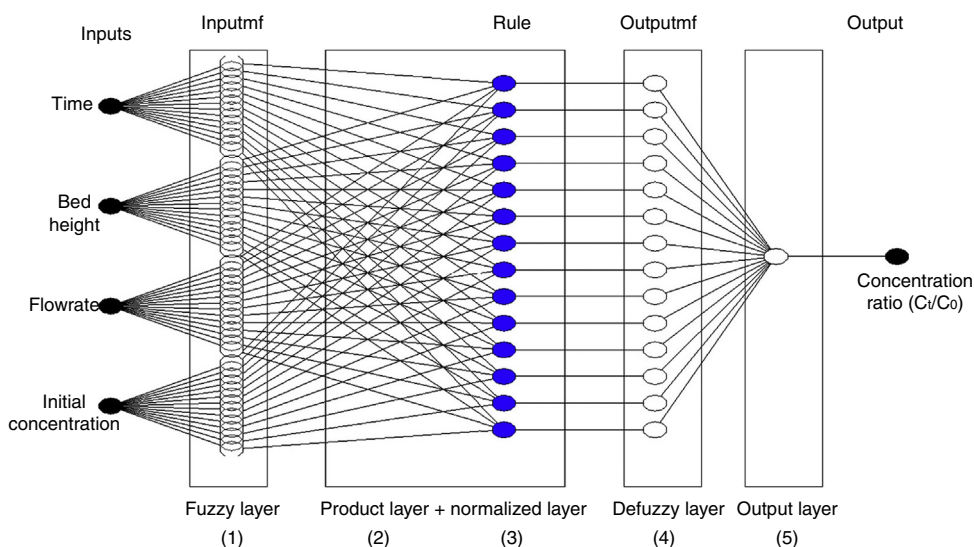 Inputs
Inputmf
Rule
Outputmf
Output
Time
Bed
height
Flowrate
Initial
concentration
Concentration
ratio (Ct/C0)
Fuzzy layer
Product layer + normalized layer
Defuzzy layer
Output layer
(1)
(2)
(3)
(4)
(5)